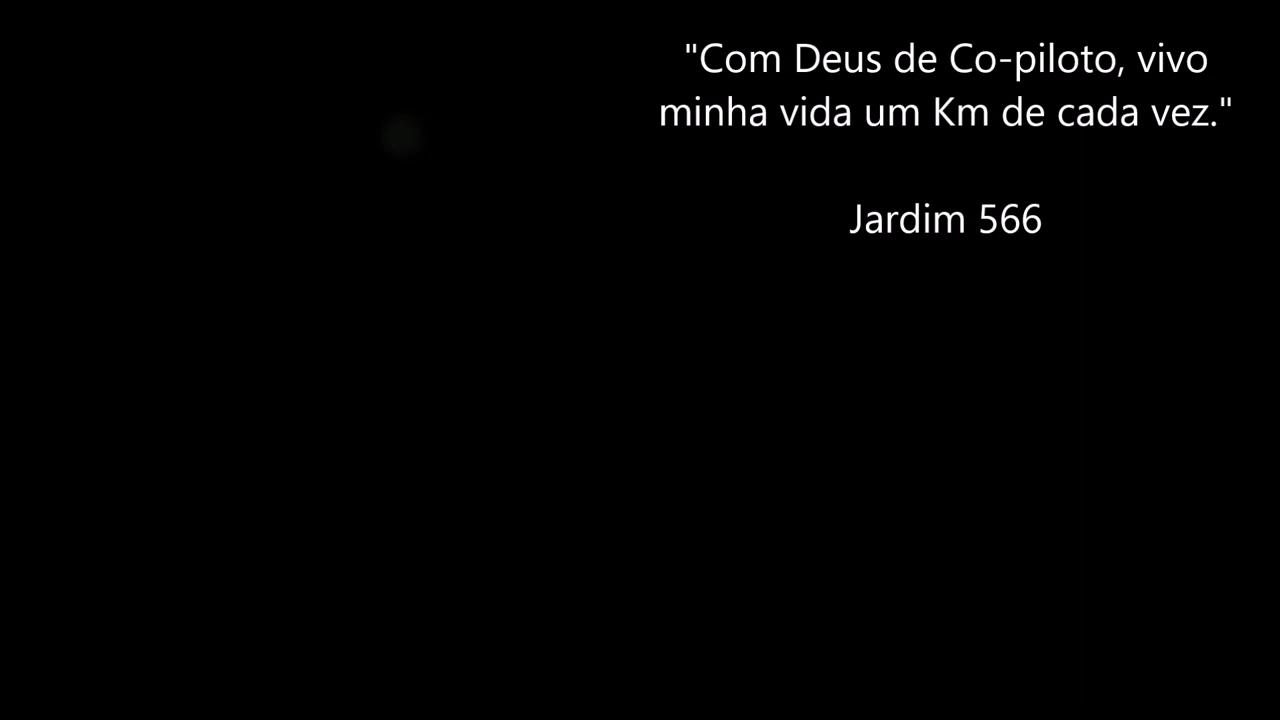 "Com Deus de Co-piloto, vivo
minha vida um Km de cada vez."
Jardim 566